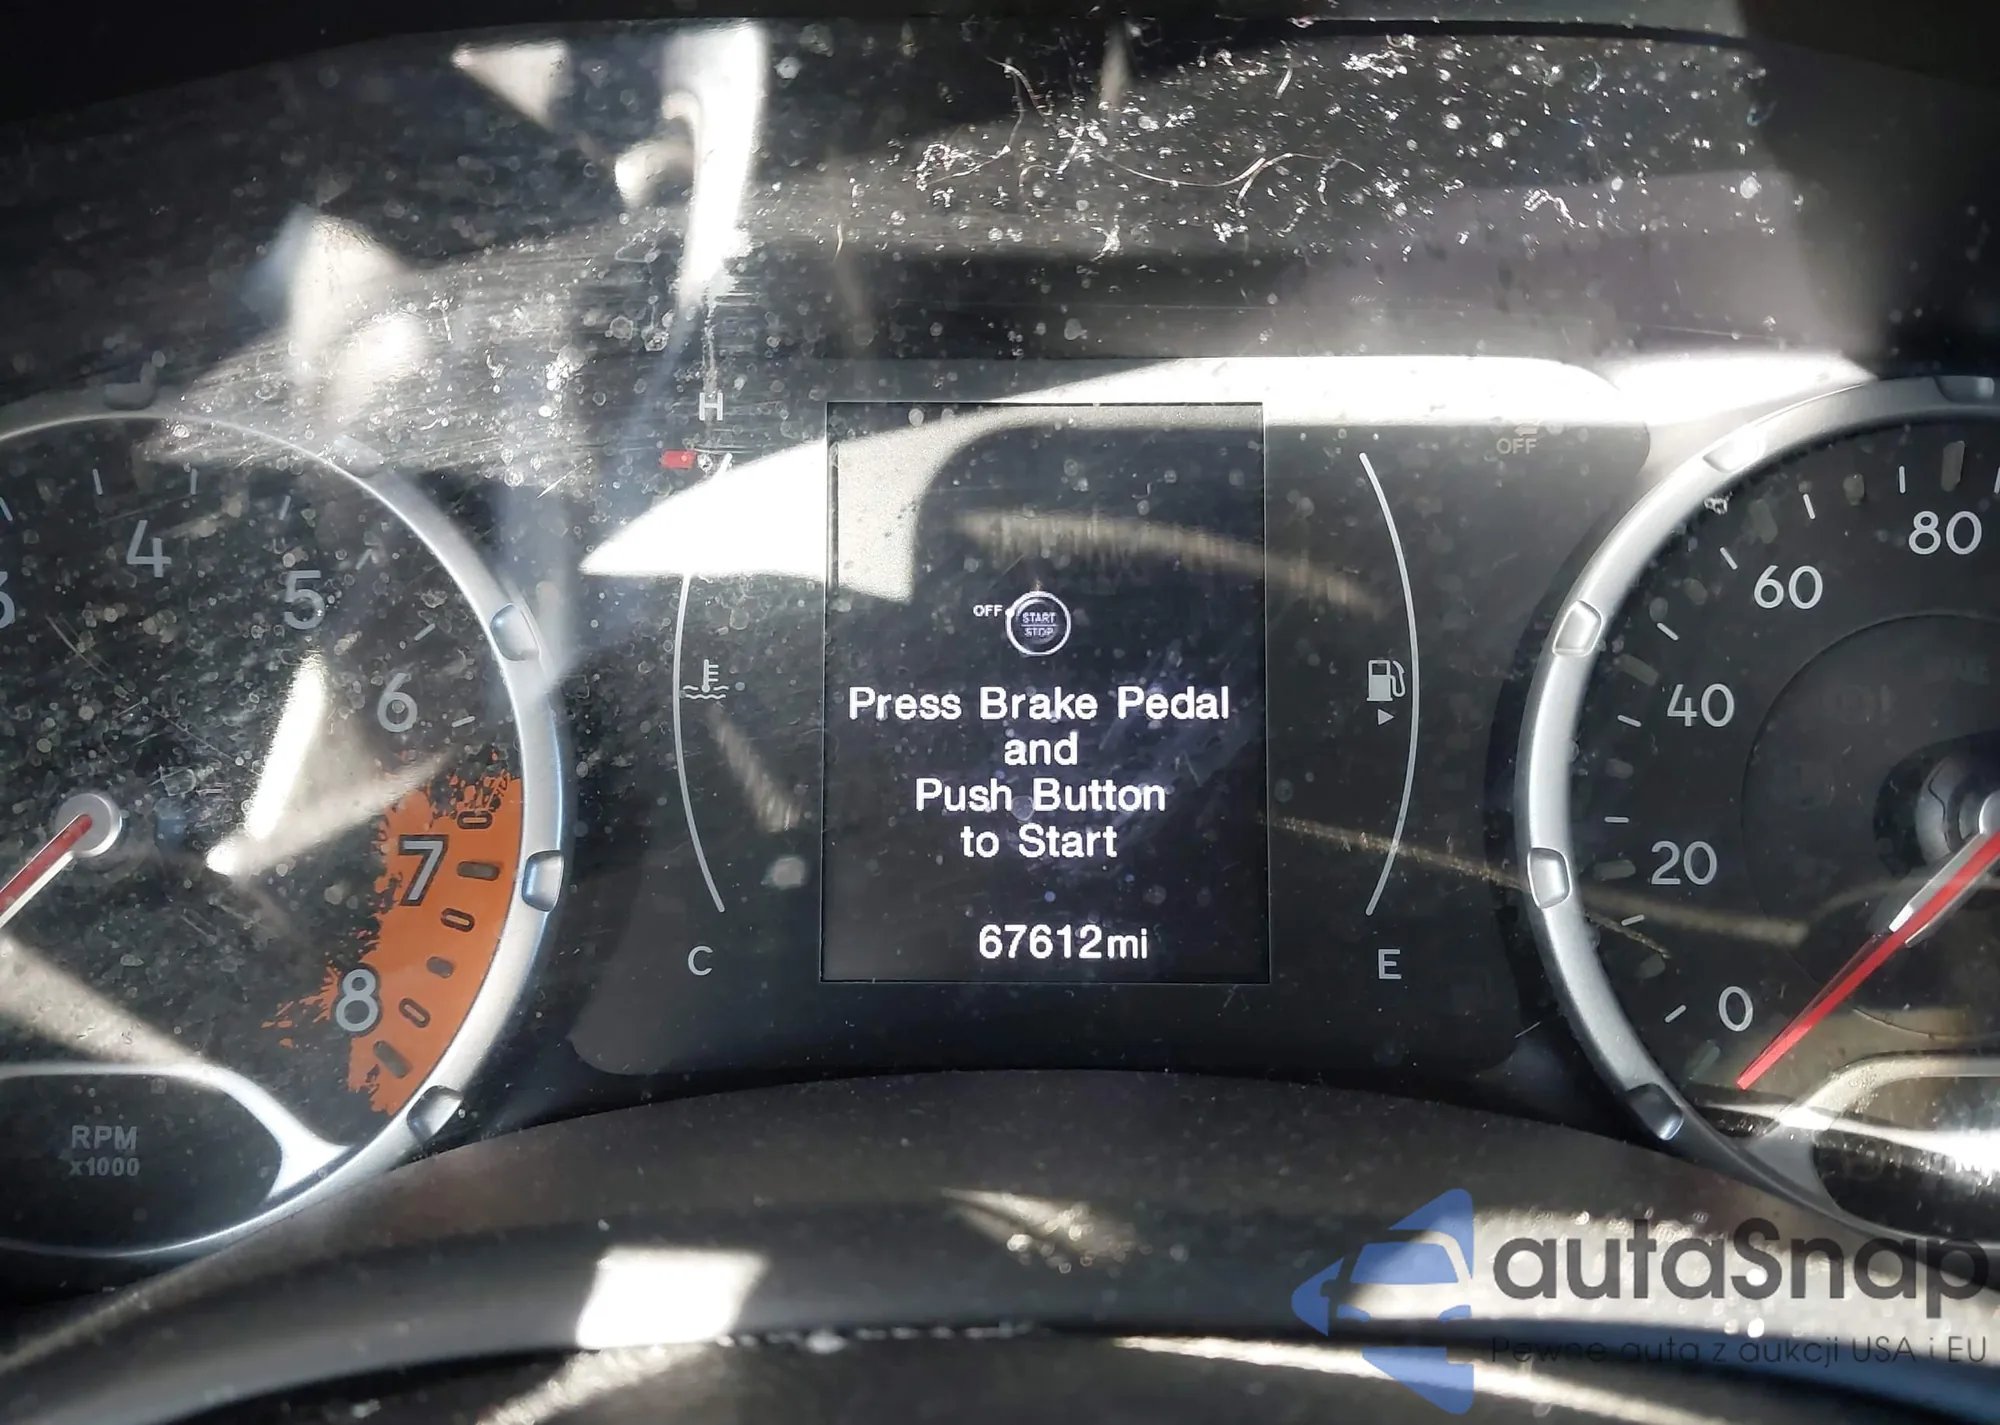 H
OFF
4
5
6
7
8
RPM
x1000
OFF
START
STOP
Press Brake Pedal
and
Push Button
to Start
67612mi
C
E
80
60
40
20
0
autaSnap
Pewne auta z aukcji USA i EU